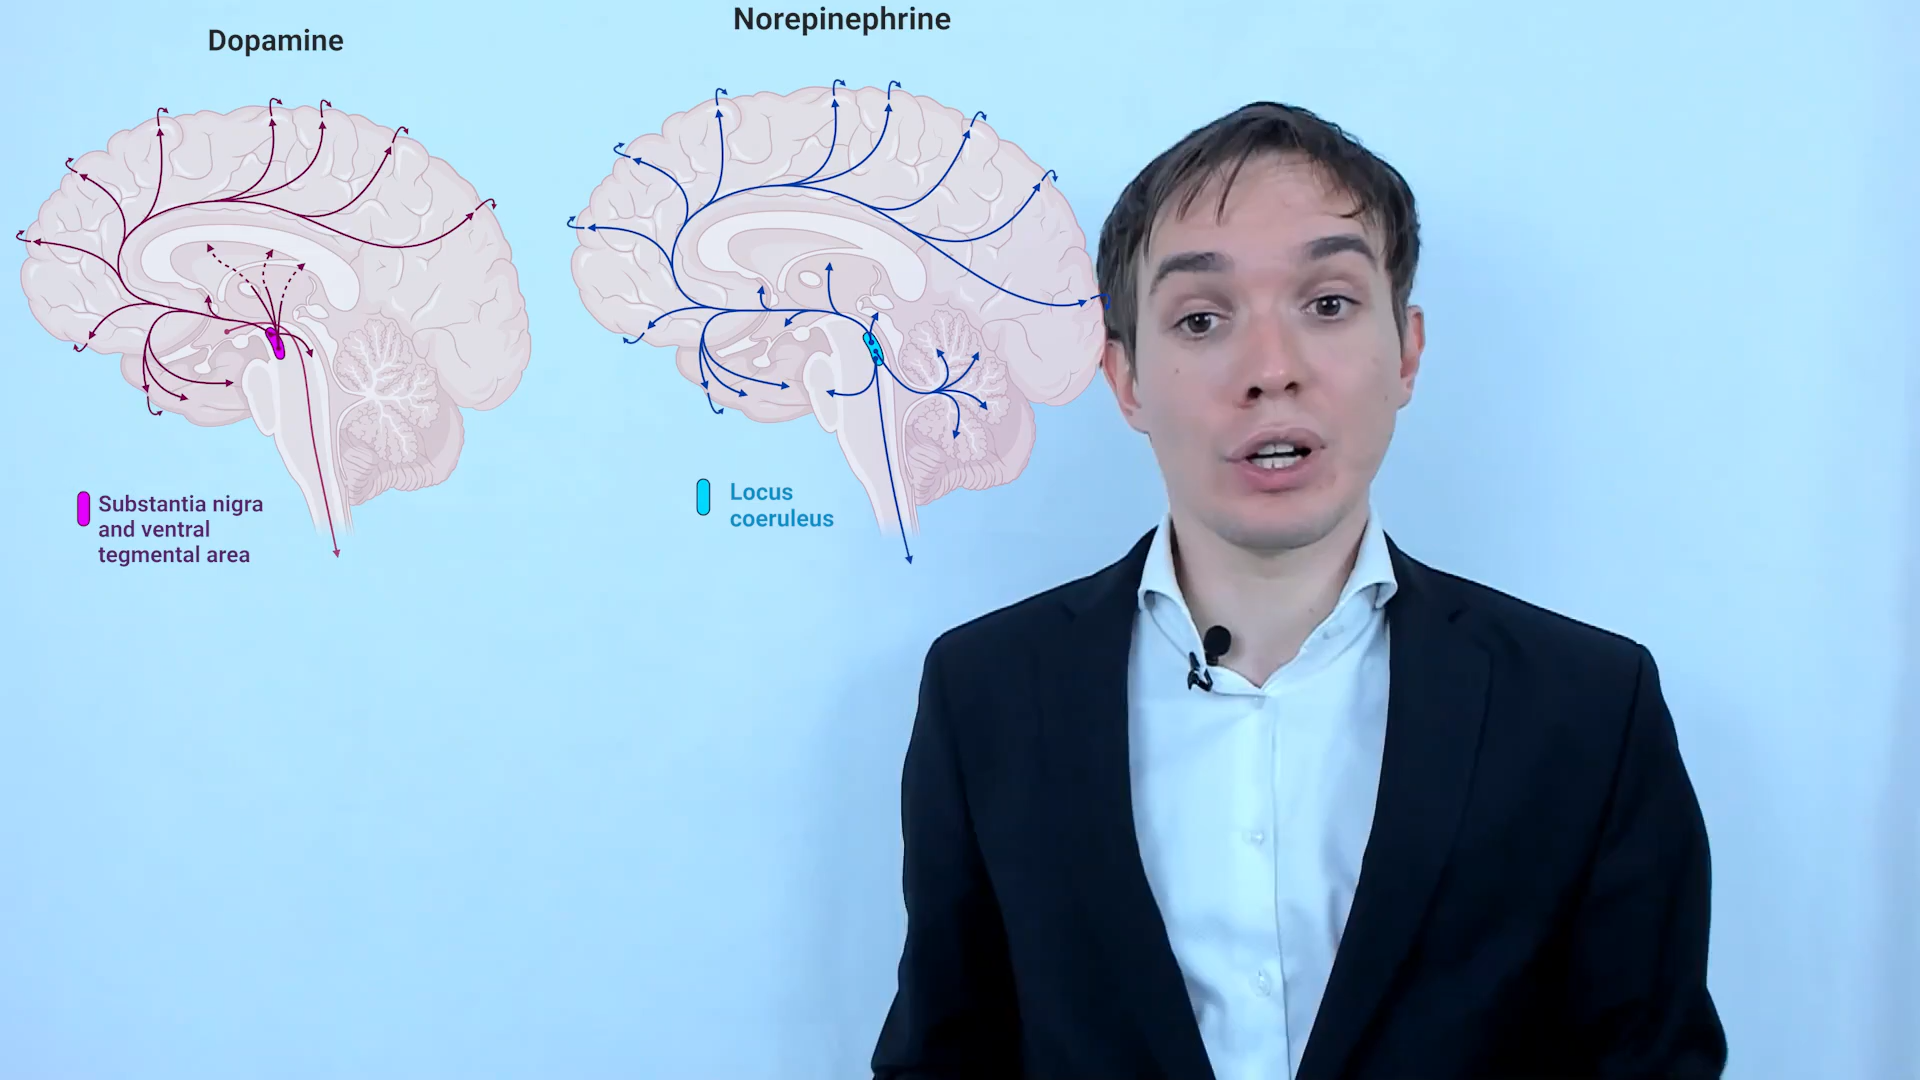 Dopamine
Norepinephrine
Substantia nigra
and ventral
tegmental area
Locus
coeruleus